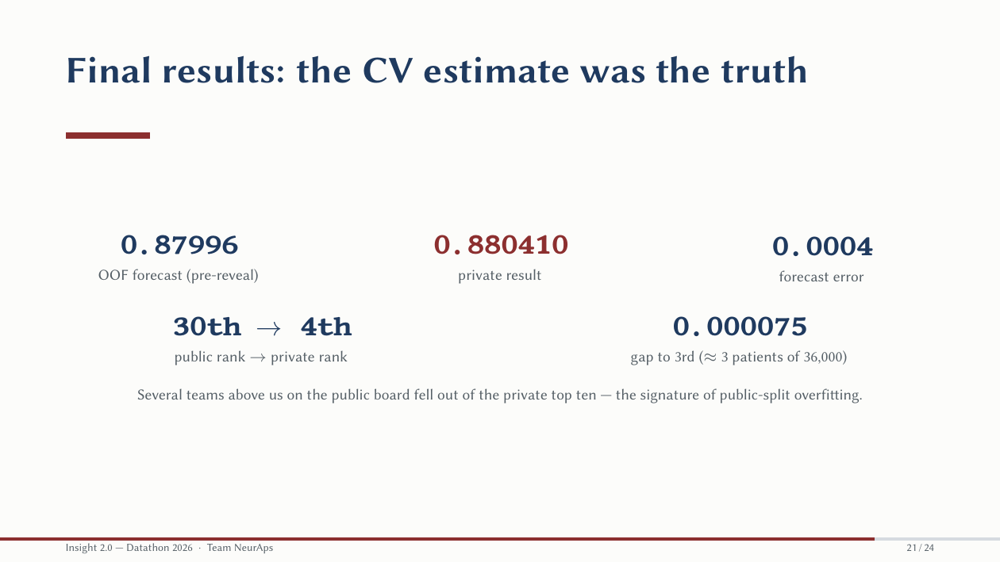 Final results: the CV estimate was the truth
0.87996
OOF forecast (pre-reveal)
0.880410
private result
0.0004
forecast error
30th → 4th
public rank → private rank
0.000075
gap to 3rd (≈ 3 patients of 36,000)
Several teams above us on the public board fell out of the private top ten — the signature of public-split overfitting.
Insight 2.0 — Datathon 2026 · Team NeurAps
21 / 24